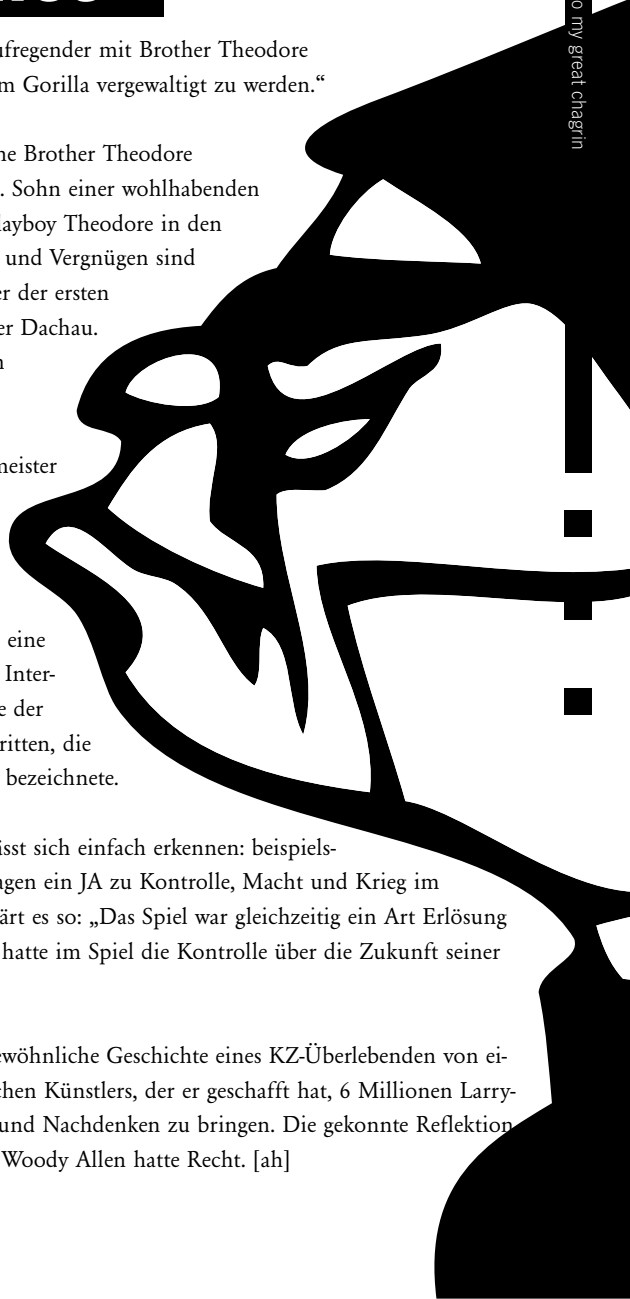 ufregender mit Brother Theodore
m Gorilla vergewaltigt zu werden.“
ne Brother Theodore
. Sohn einer wohlhabenden
layboy Theodore in den
und Vergnügen sind
er der ersten
er Dachau.
n
meister
eine
Inter-
e der
ritten, die
bezeichnete.
ässt sich einfach erkennen: beispiels-
agen ein JA zu Kontrolle, Macht und Krieg im
ärt es so: „Das Spiel war gleichzeitig ein Art Erlösung
hatte im Spiel die Kontrolle über die Zukunft seiner
ewöhnliche Geschichte eines KZ-Überlebenden von ei-
chen Künstlers, der er geschafft hat, 6 Millionen Larry-
und Nachdenken zu bringen. Die gekonnte Reflektion
Woody Allen hatte Recht. [ah]
o my great chagrin